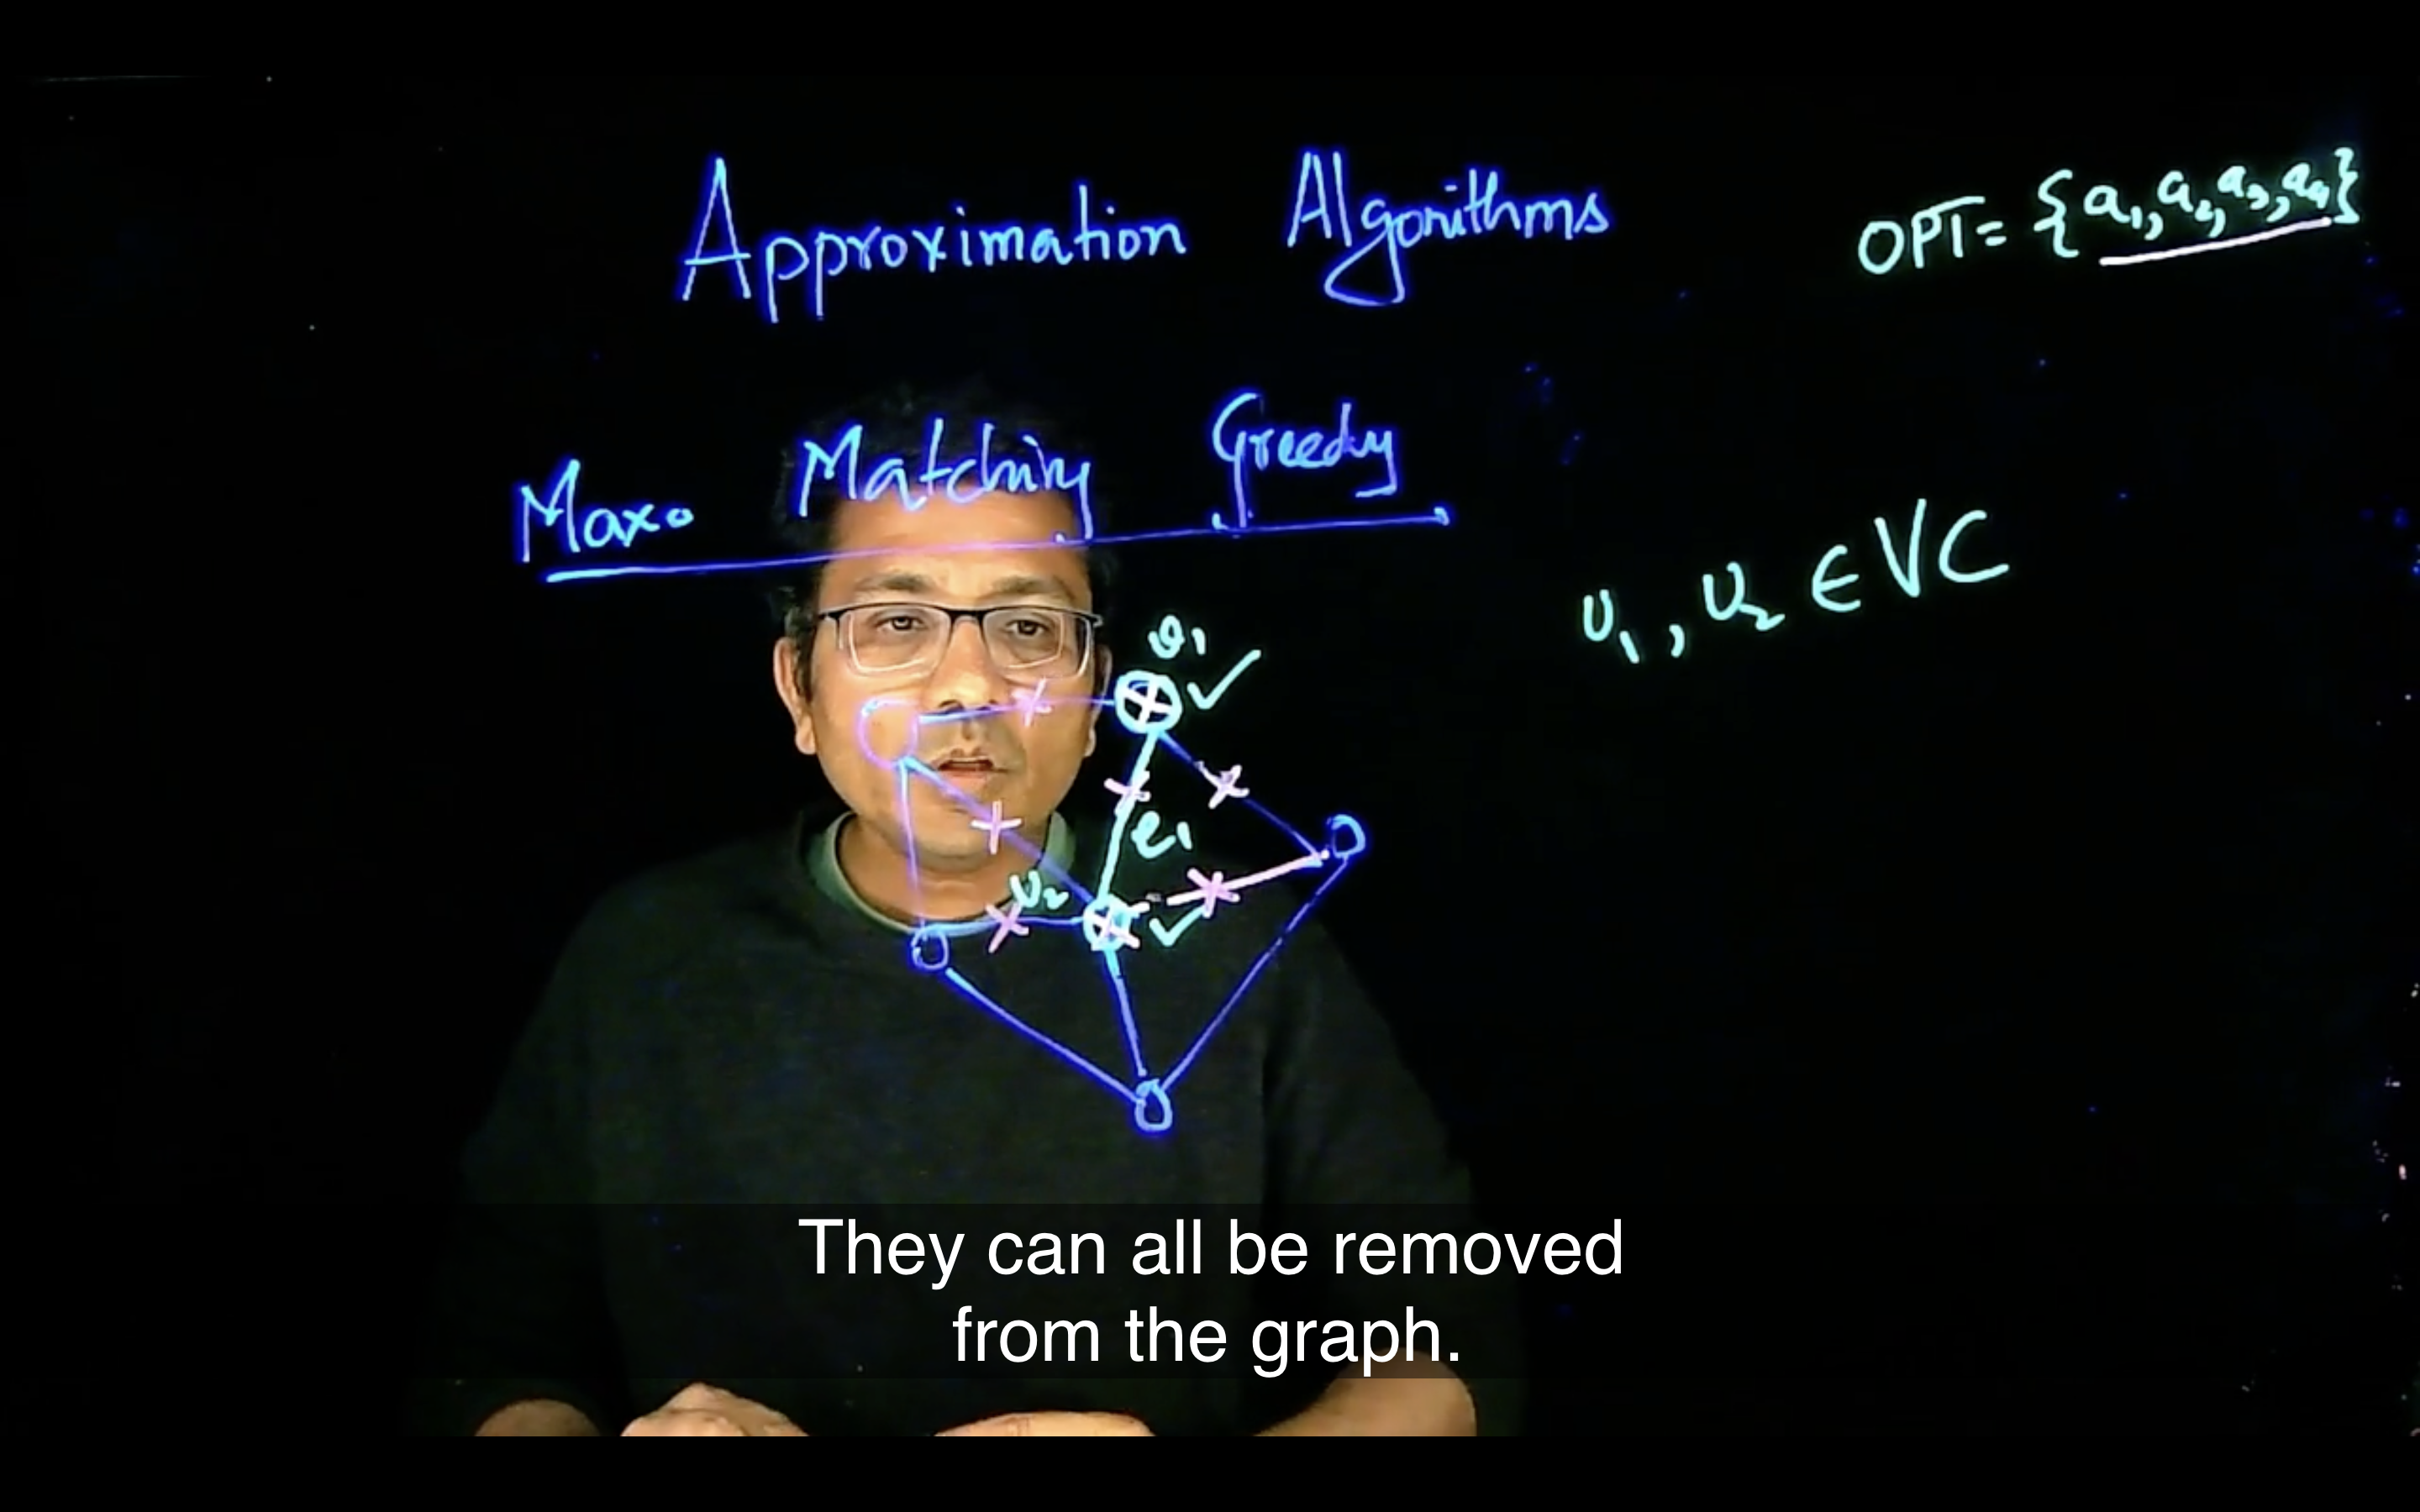 Approximation Algorithms
OPT = {a₁, a₂, a₃, a₄}
Max. Matching Greedy
v₁, v₂ ∈ VC
v₁
e₁
v₂
They can all be removed
from the graph.